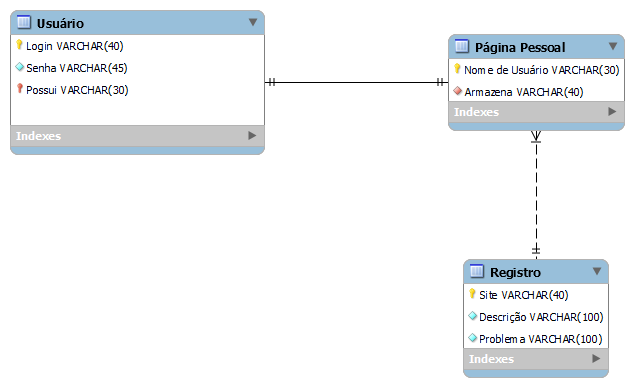 Usuário
Login VARCHAR(40)
Senha VARCHAR(45)
Possui VARCHAR(30)
Indexes
Página Pessoal
Nome de Usuário VARCHAR(30)
Armazena VARCHAR(40)
Indexes
Registro
Site VARCHAR(40)
Descrição VARCHAR(100)
Problema VARCHAR(100)
Indexes